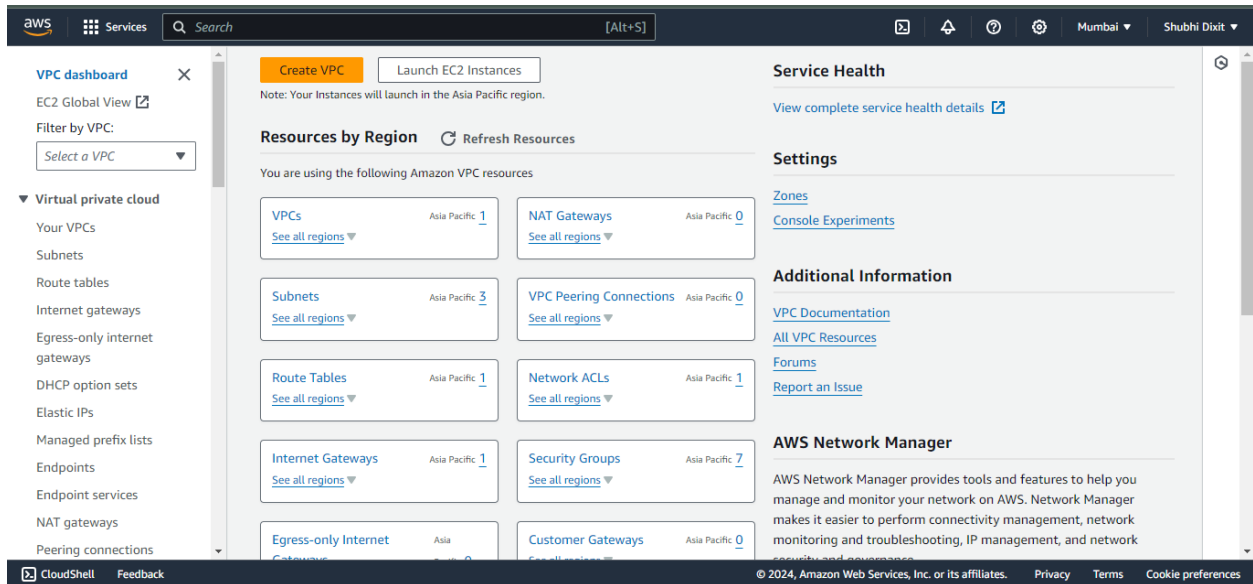 aws
Services
Search
[Alt+S]
Mumbai
Shubhi Dixit
VPC dashboard
EC2 Global View
Filter by VPC:
Select a VPC
Virtual private cloud
Your VPCs
Subnets
Route tables
Internet gateways
Egress-only internet
gateways
DHCP option sets
Elastic IPs
Managed prefix lists
Endpoints
Endpoint services
NAT gateways
Peering connections
Create VPC
Launch EC2 Instances
Note: Your Instances will launch in the Asia Pacific region.
Resources by Region
Refresh Resources
You are using the following Amazon VPC resources
VPCs
Asia Pacific 1
See all regions
NAT Gateways
Asia Pacific 0
See all regions
Subnets
Asia Pacific 3
See all regions
VPC Peering Connections
Asia Pacific 0
See all regions
Route Tables
Asia Pacific 1
See all regions
Network ACLs
Asia Pacific 1
See all regions
Internet Gateways
Asia Pacific 1
See all regions
Security Groups
Asia Pacific 7
See all regions
Egress-only Internet
Gateways
Asia
Pacific 0
Customer Gateways
Asia Pacific 0
See all regions
Service Health
View complete service health details
Settings
Zones
Console Experiments
Additional Information
VPC Documentation
All VPC Resources
Forums
Report an Issue
AWS Network Manager
AWS Network Manager provides tools and features to help you
manage and monitor your network on AWS. Network Manager
makes it easier to perform connectivity management, network
monitoring and troubleshooting, IP management, and network
security and governance.
CloudShell
Feedback
© 2024, Amazon Web Services, Inc. or its affiliates.
Privacy
Terms
Cookie preferences